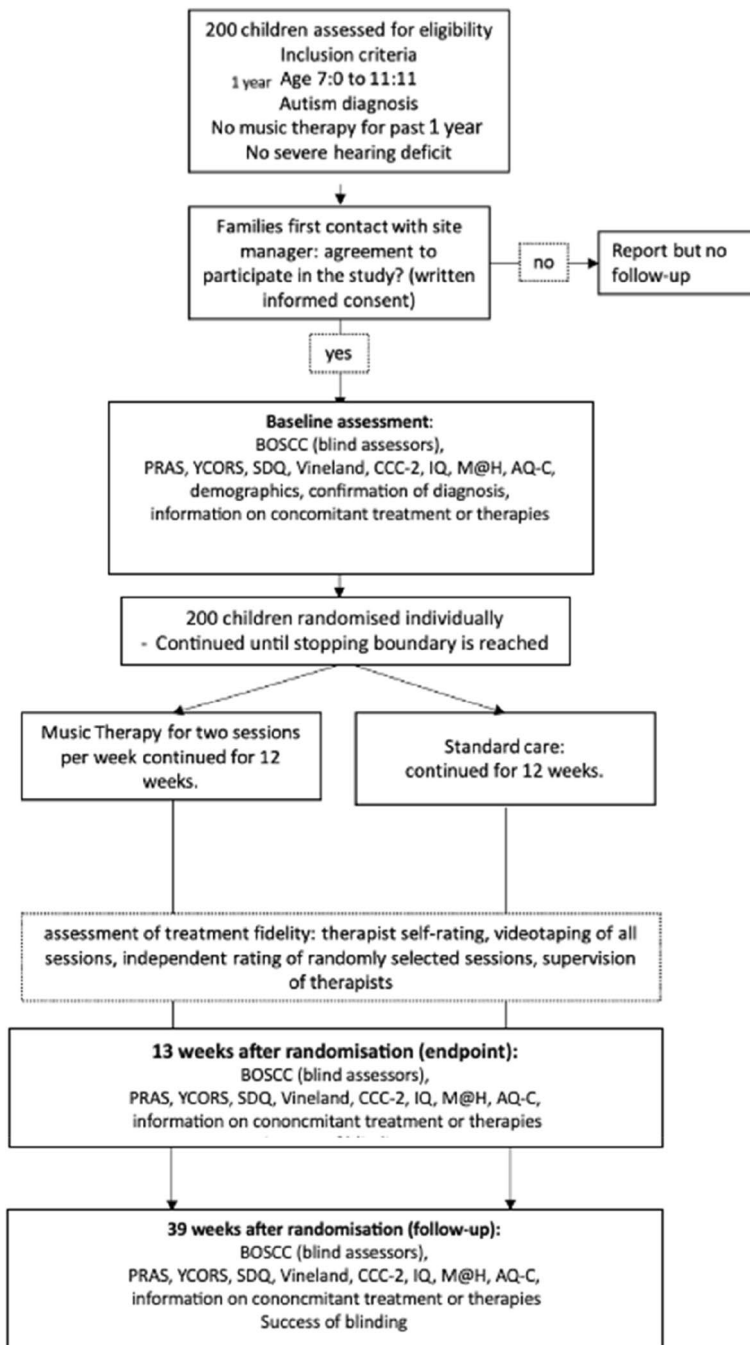 200 children assessed for eligibility
Inclusion criteria
1 year Age 7:0 to 11:11
Autism diagnosis
No music therapy for past 1 year
No severe hearing deficit
Families first contact with site
manager: agreement to
participate in the study? (written
informed consent)
no
Report but no
follow-up
yes
Baseline assessment:
BOSCC (blind assessors),
PRAS, YCORS, SDQ, Vineland, CCC-2, IQ, M@H, AQ-C,
demographics, confirmation of diagnosis,
information on concomitant treatment or therapies
200 children randomised individually
- Continued until stopping boundary is reached
Music Therapy for two sessions
per week continued for 12
weeks.
Standard care:
continued for 12 weeks.
assessment of treatment fidelity: therapist self-rating, videotaping of all
sessions, independent rating of randomly selected sessions, supervision
of therapists
13 weeks after randomisation (endpoint):
BOSCC (blind assessors),
PRAS, YCORS, SDQ, Vineland, CCC-2, IQ, M@H, AQ-C,
information on cononcmitant treatment or therapies
39 weeks after randomisation (follow-up):
BOSCC (blind assessors),
PRAS, YCORS, SDQ, Vineland, CCC-2, IQ, M@H, AQ-C,
information on cononcmitant treatment or therapies
Success of blinding